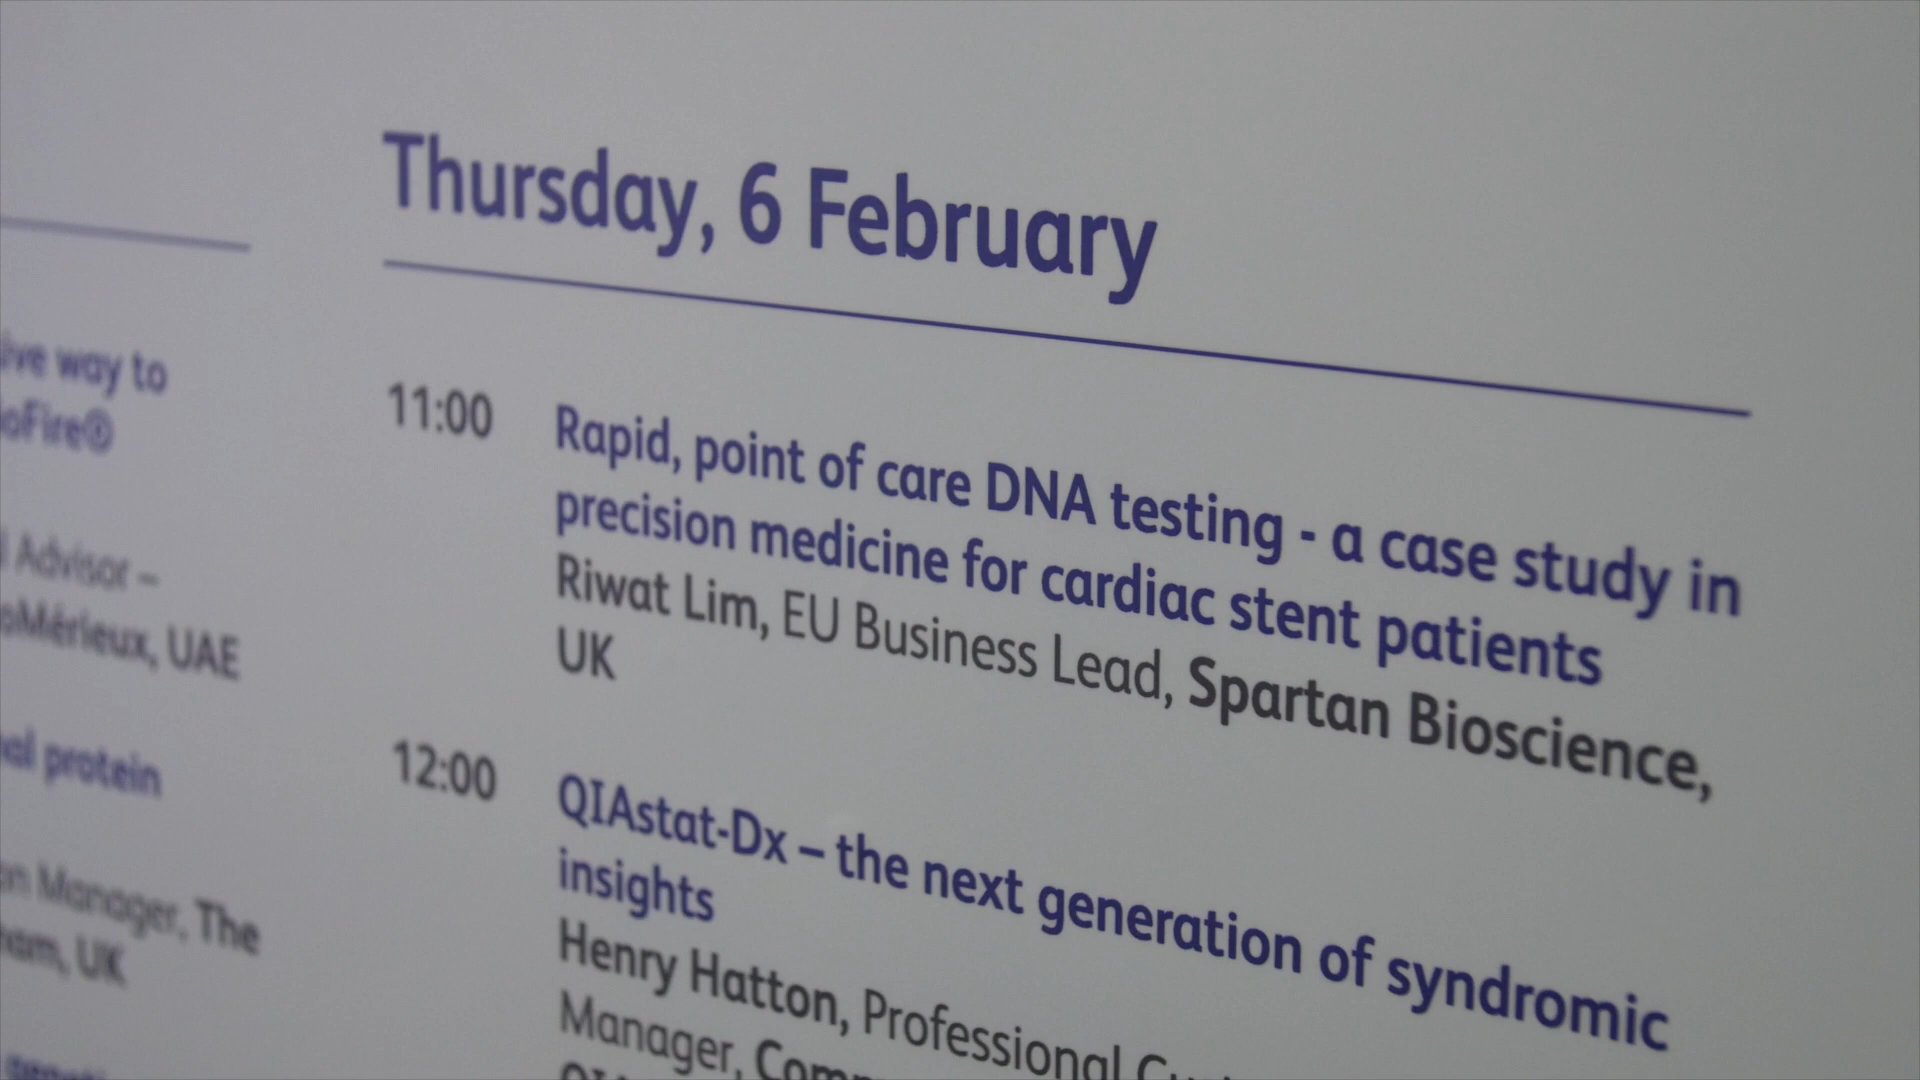 way to
Advisor –
UAE
protein
Manager, The
UK
Thursday, 6 February
11:00
Rapid, point of care DNA testing - a case study in
precision medicine for cardiac stent patients
Riwat Lim, EU Business Lead, Spartan Bioscience,
UK
12:00
QIAstat-Dx – the next generation of syndromic
insights
Henry Hatton, Professional
Manager,